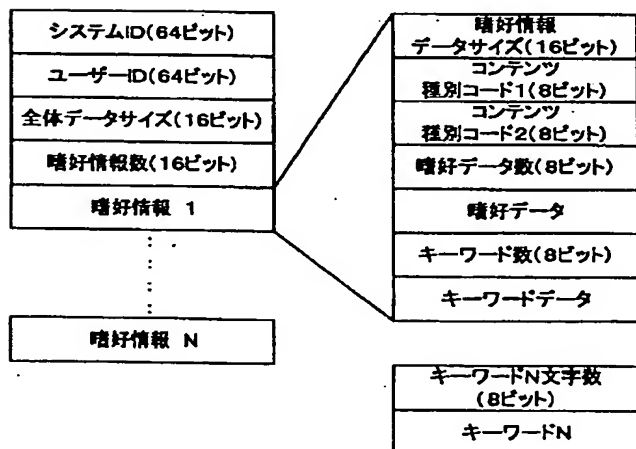 システムID(64ビット)
ユーザーID(64ビット)
全体データサイズ(16ビット)
嗜好情報数(16ビット)
嗜好情報 1
嗜好情報 N
嗜好情報
データサイズ(16ビット)
コンテンツ
種別コード1(8ビット)
コンテンツ
種別コード2(8ビット)
嗜好データ数(8ビット)
嗜好データ
キーワード数(8ビット)
キーワードデータ
キーワードN文字数
(8ビット)
キーワードN